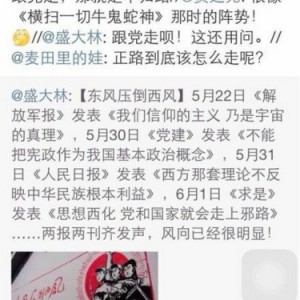 《横扫一切牛鬼蛇神》那时的阵势!
//@盛大林:跟党走呗!这还用问。//
@麦田里的娃:正路到底该怎么走呢?
@盛大林:【东风压倒西风】5月22日《解
放军报》发表《我们信仰的主义 乃是宇宙
的真理》,5月30日《党建》发表《不能
把宪政作为我国基本政治概念》,5月31
日《人民日报》发表《西方那套理论不反
映中华民族根本利益》,6月1日《求是》
发表《思想西化 党和国家就会走上邪路》
……两报两刊齐发声,风向已经很明显!